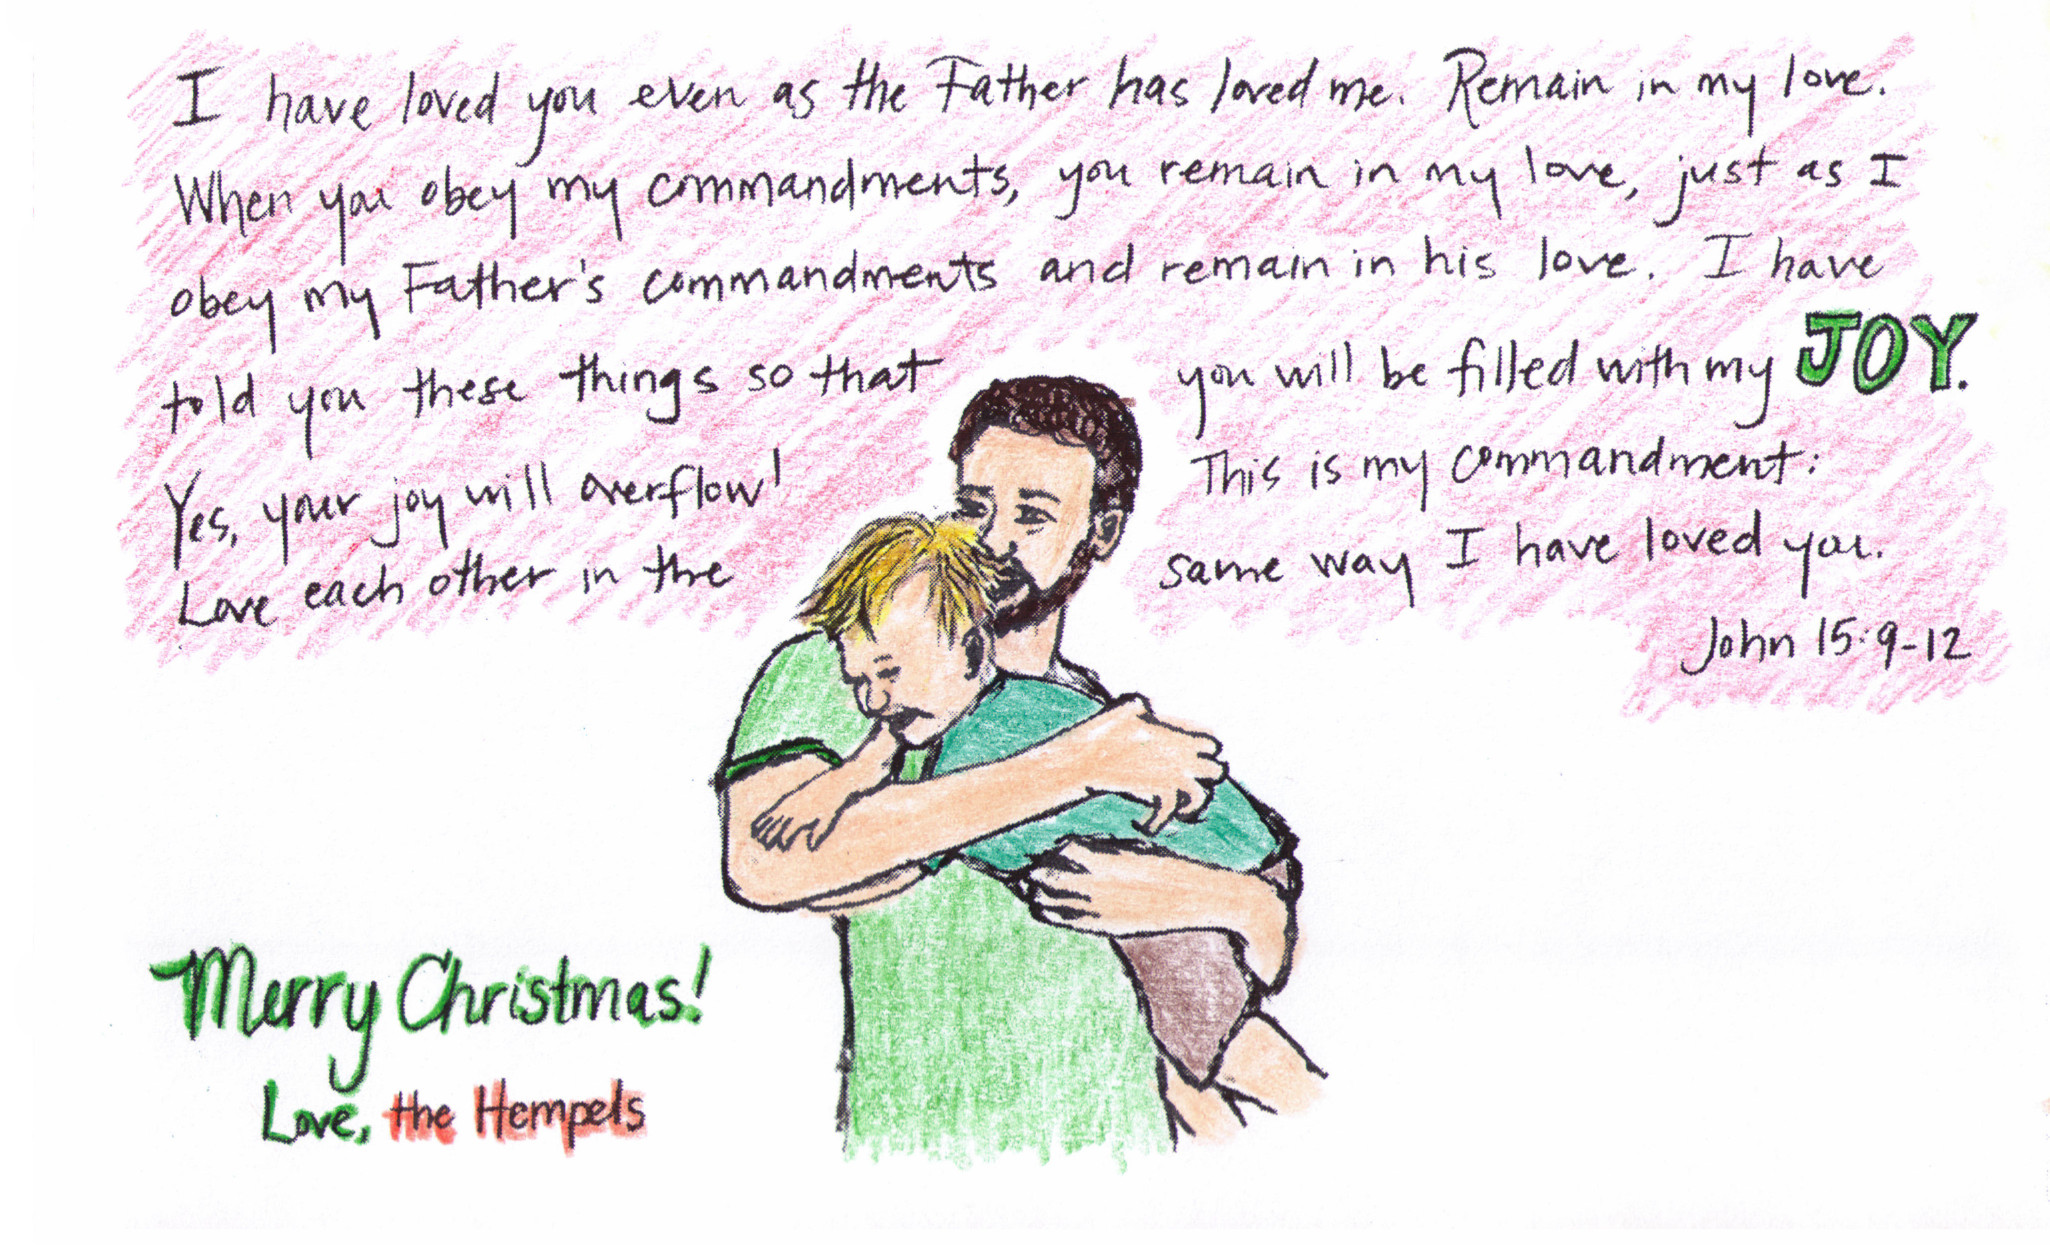 I have loved you even as the Father has loved me. Remain in my love.
When you obey my commandments, you remain in my love, just as I
obey my Father's commandments and remain in his love. I have
told you these things so that you will be filled with my JOY.
Yes, your joy will overflow! This is my commandment:
Love each other in the same way I have loved you.
John 15:9-12
Merry Christmas!
Love, the Hempels